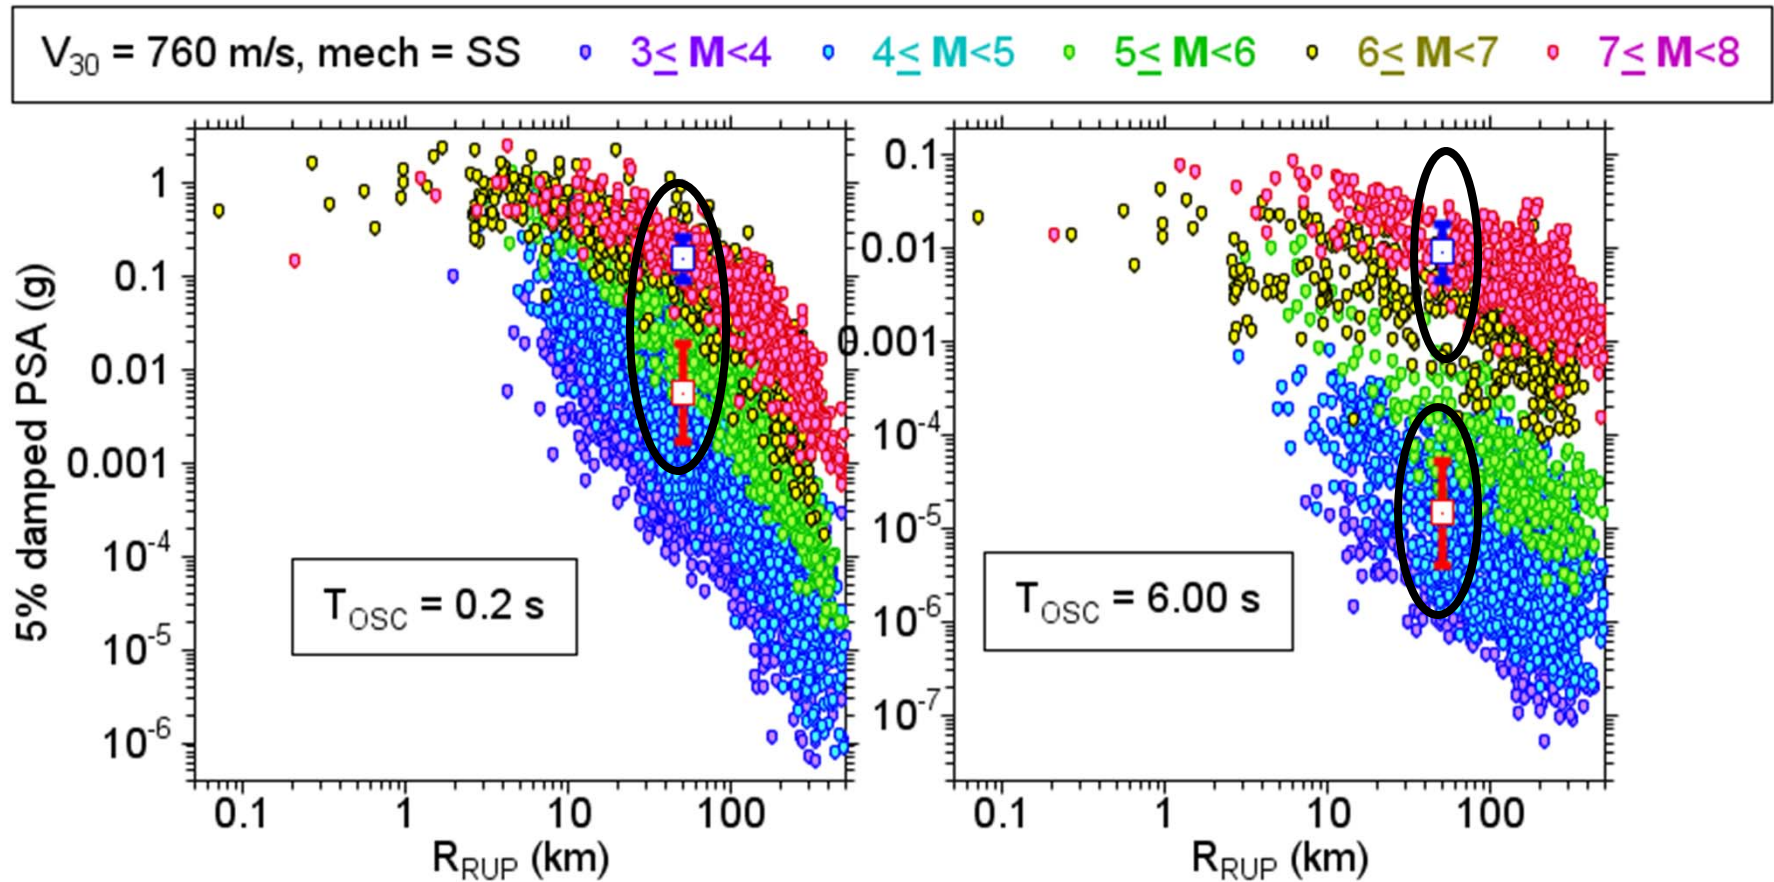 V30 = 760 m/s, mech = SS 3≤ M<4 4≤ M<5 5≤ M<6 6≤ M<7 7≤ M<8
5% damped PSA (g)
1
0.1
0.01
0.001
10-4
10-5
10-6
TOSC = 0.2 s
0.1 1 10 100
RRUP (km)
0.1
0.01
0.001
10-4
10-5
10-6
10-7
TOSC = 6.00 s
0.1 1 10 100
RRUP (km)